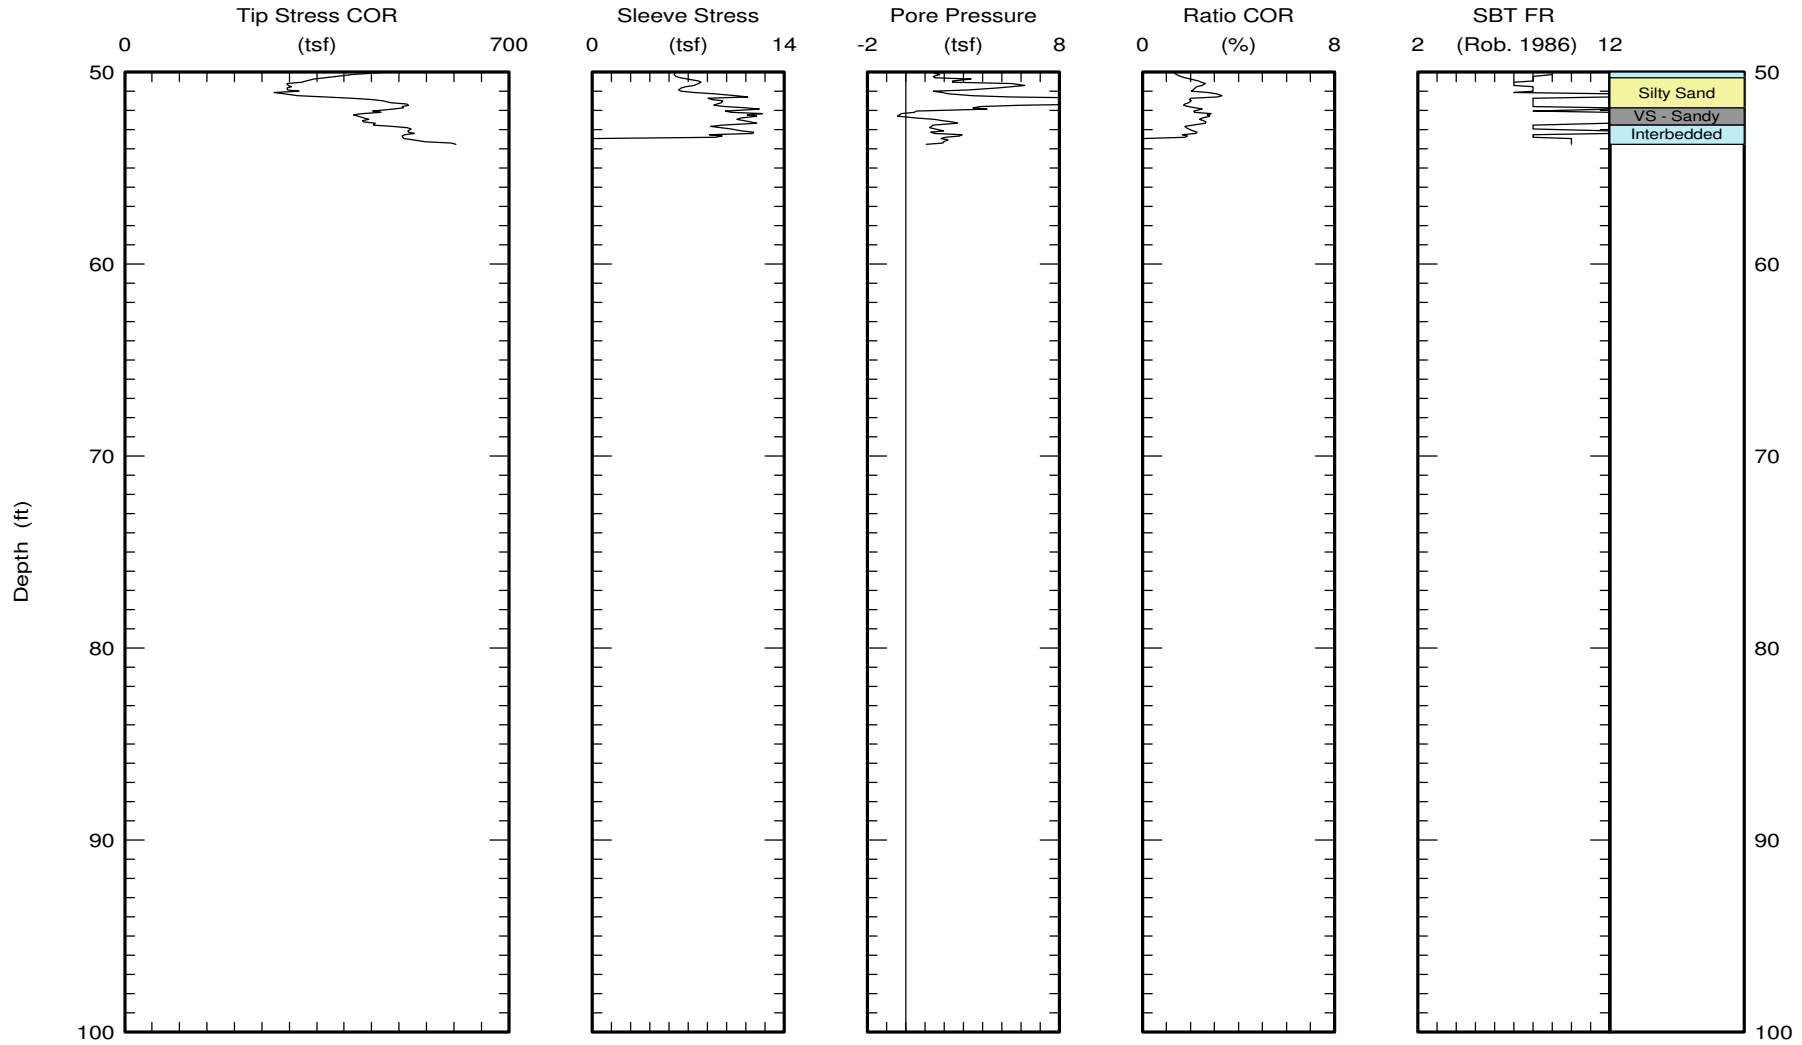 Tip Stress COR Sleeve Stress Pore Pressure Ratio COR SBT FR
0 (tsf) 700 0 (tsf) 14 -2 (tsf) 8 0 (%) 8 2 (Rob. 1986) 12
50 50
Silty Sand
VS - Sandy
Interbedded
60 60
70 70
Depth (ft)
80 80
90 90
100 100